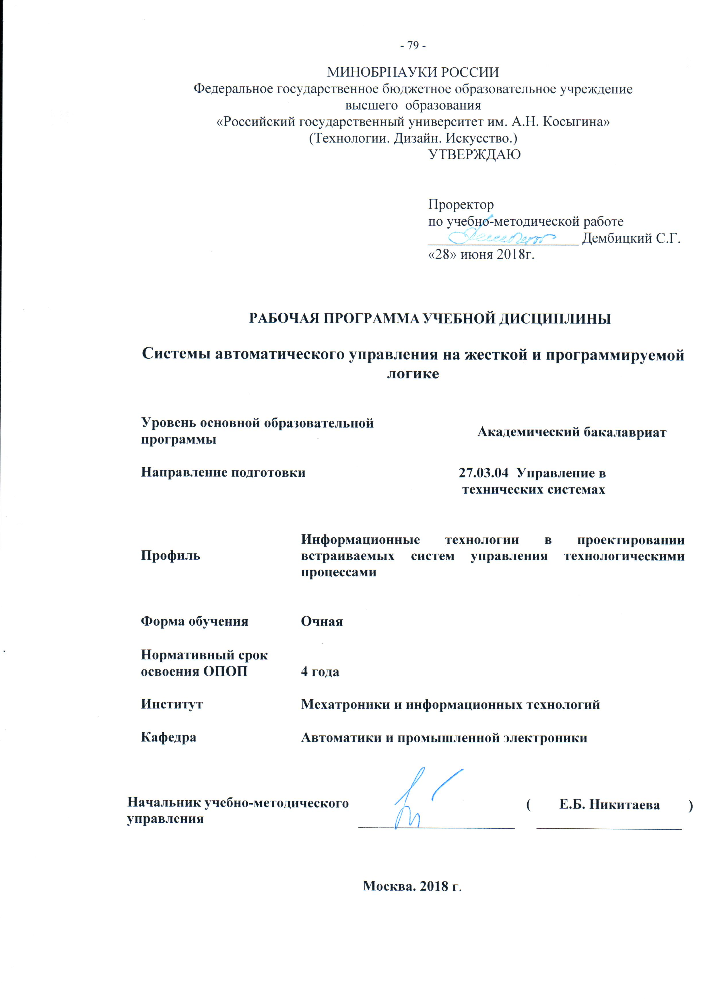 - 79 -
МИНОБРНАУКИ РОССИИ
Федеральное государственное бюджетное образовательное учреждение
высшего образования
«Российский государственный университет им. А.Н. Косыгина»
(Технологии. Дизайн. Искусство.)
УТВЕРЖДАЮ
Проректор
по учебно-методической работе
Дембицкий С.Г.
«28» июня 2018г.
РАБОЧАЯ ПРОГРАММА УЧЕБНОЙ ДИСЦИПЛИНЫ
Системы автоматического управления на жесткой и программируемой
логике
Уровень основной образовательной
программы
Академический бакалавриат
Направление подготовки
27.03.04 Управление в
технических системах
Профиль
Информационные технологии в проектировании
встраиваемых систем управления технологическими
процессами
Форма обучения Очная
Нормативный срок
освоения ОПОП 4 года
Институт Мехатроники и информационных технологий
Кафедра Автоматики и промышленной электроники
Начальник учебно-методического
управления
( Е.Б. Никитаева )
Москва. 2018 г.